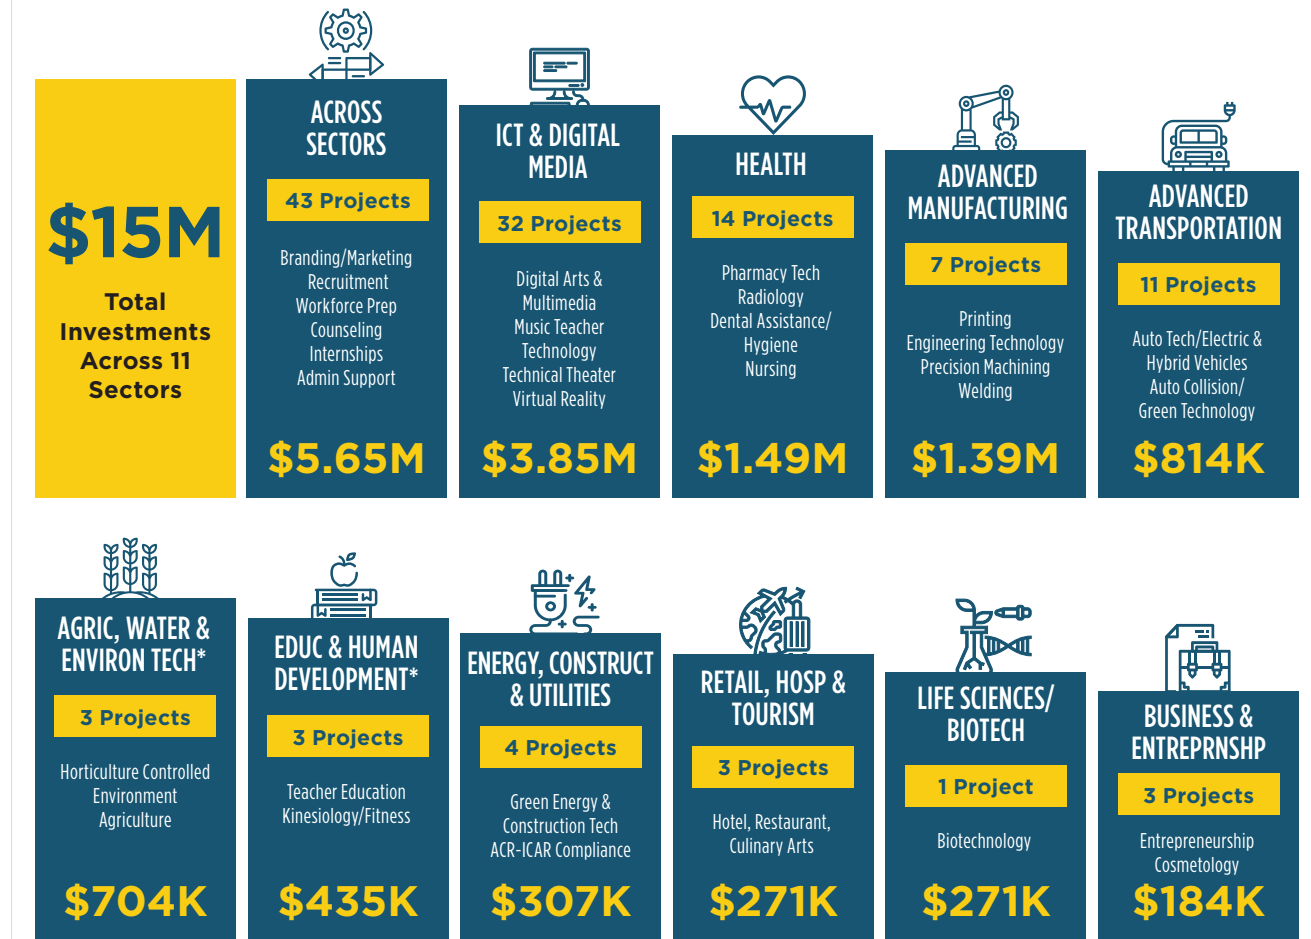 $15M
Total
Investments
Across 11
Sectors
ACROSS
SECTORS
43 Projects
Branding/Marketing
Recruitment
Workforce Prep
Counseling
Internships
Admin Support
$5.65M
ICT & DIGITAL
MEDIA
32 Projects
Digital Arts &
Multimedia
Music Teacher
Technology
Technical Theater
Virtual Reality
$3.85M
HEALTH
14 Projects
Pharmacy Tech
Radiology
Dental Assistance/
Hygiene
Nursing
$1.49M
ADVANCED
MANUFACTURING
7 Projects
Printing
Engineering Technology
Precision Machining
Welding
$1.39M
ADVANCED
TRANSPORTATION
11 Projects
Auto Tech/Electric &
Hybrid Vehicles
Auto Collision/
Green Technology
$814K
AGRIC, WATER &
ENVIRON TECH*
3 Projects
Horticulture Controlled
Environment
Agriculture
$704K
EDUC & HUMAN
DEVELOPMENT*
3 Projects
Teacher Education
Kinesiology/Fitness
$435K
ENERGY, CONSTRUCT
& UTILITIES
4 Projects
Green Energy &
Construction Tech
ACR-ICAR Compliance
$307K
RETAIL, HOSP &
TOURISM
3 Projects
Hotel, Restaurant,
Culinary Arts
$271K
LIFE SCIENCES/
BIOTECH
1 Project
Biotechnology
$271K
BUSINESS &
ENTREPRNSHP
3 Projects
Entrepreneurship
Cosmetology
$184K